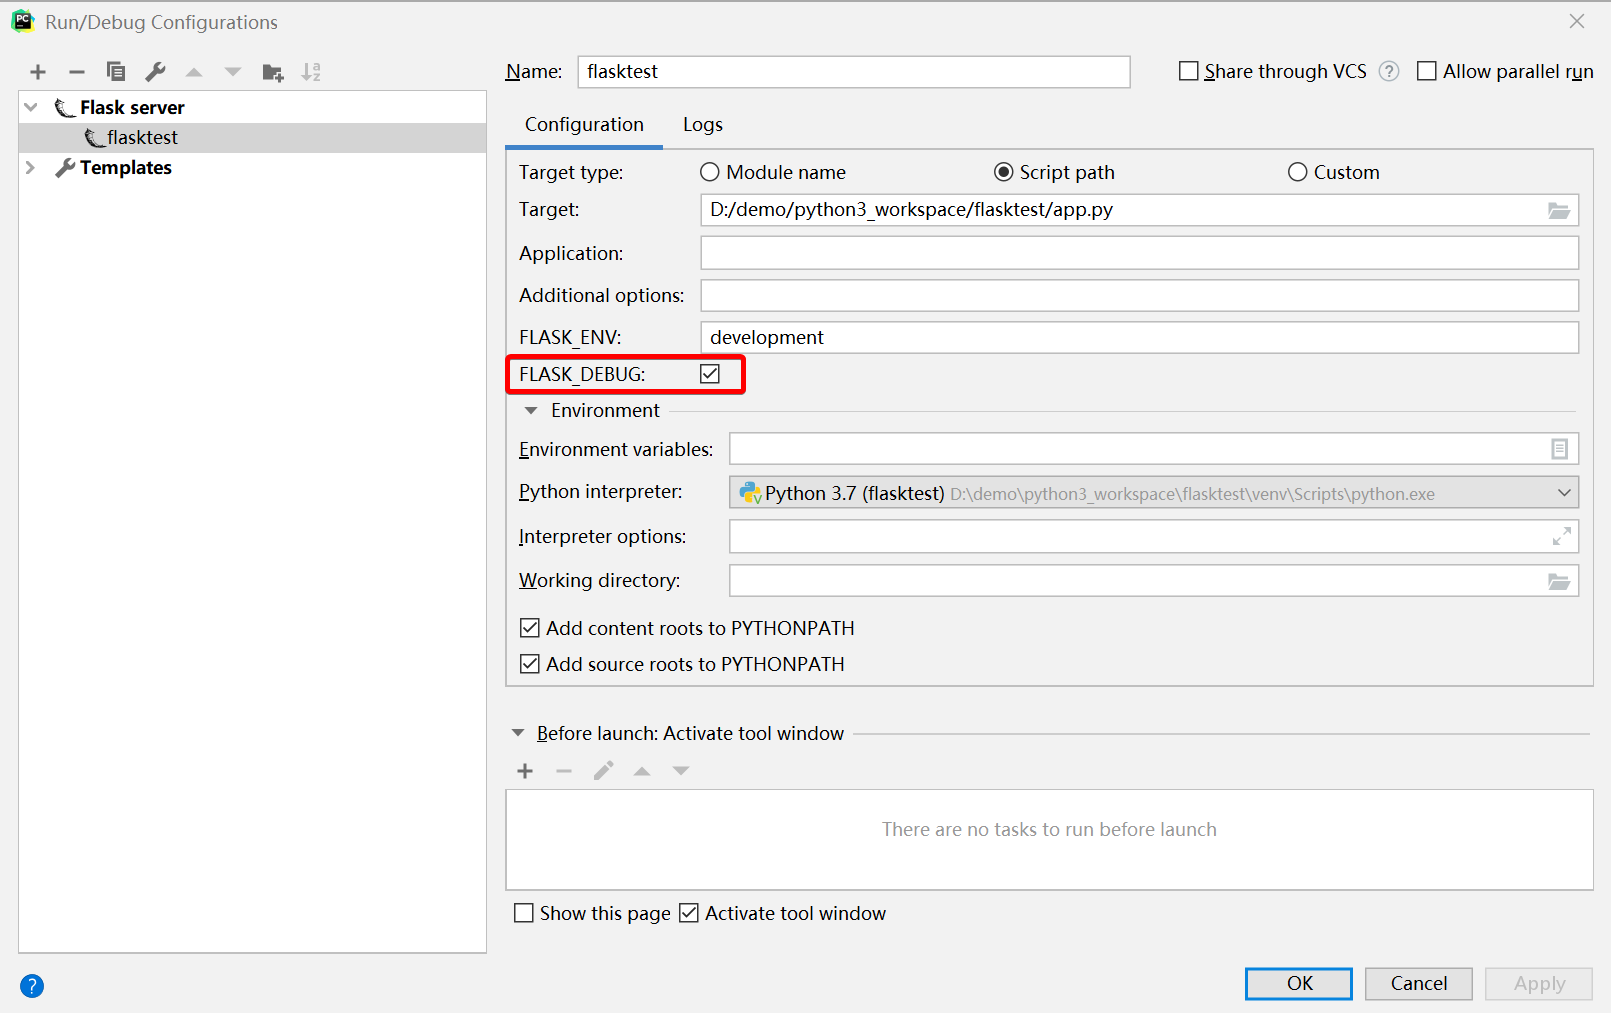 Run/Debug Configurations
Name: flasktest Share through VCS ? Allow parallel run
Flask server
flasktest
Templates
Configuration Logs
Target type: Module name Script path Custom
Target: D:/demo/python3_workspace/flasktest/app.py
Application:
Additional options:
FLASK_ENV: development
FLASK_DEBUG:
Environment
Environment variables:
Python interpreter: Python 3.7 (flasktest) D:\demo\python3_workspace\flasktest\venv\Scripts\python.exe
Interpreter options:
Working directory:
Add content roots to PYTHONPATH
Add source roots to PYTHONPATH
Before launch: Activate tool window
There are no tasks to run before launch
Show this page Activate tool window
? OK Cancel Apply